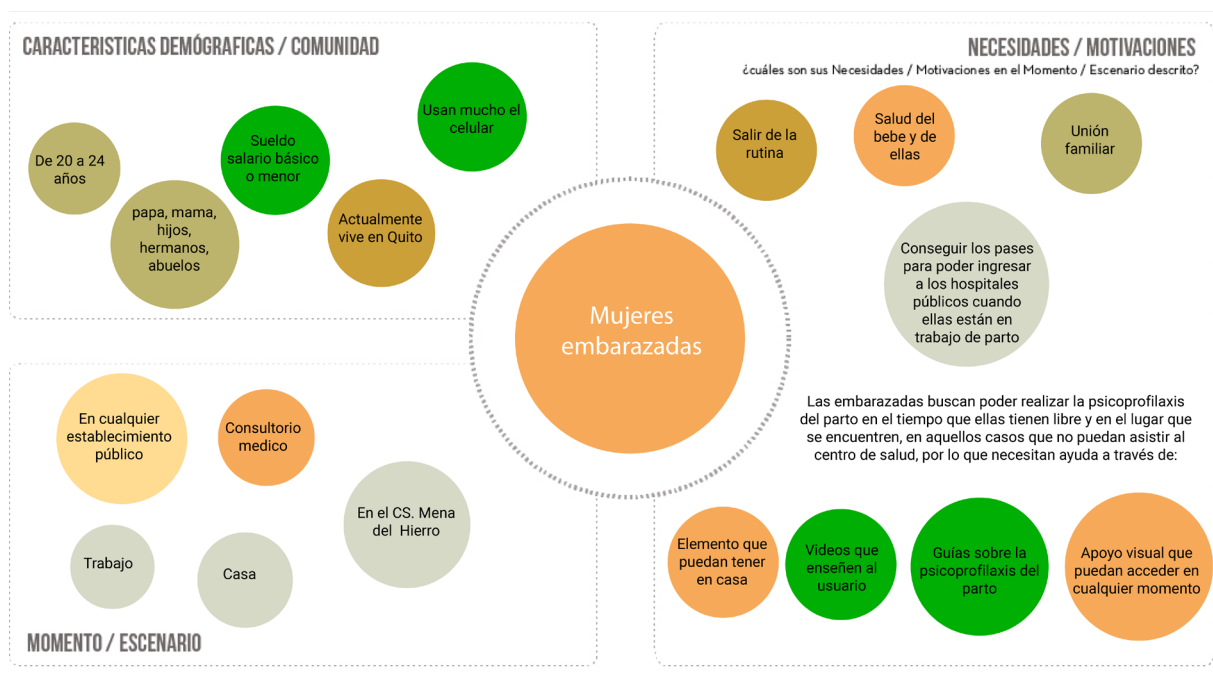 CARACTERISTICAS DEMÓGRAFICAS / COMUNIDAD
De 20 a 24
años
papa, mama,
hijos,
hermanos,
abuelos
Sueldo
salario básico
o menor
Actualmente
vive en Quito
Usan mucho el
celular
NECESIDADES / MOTIVACIONES
¿cuáles son sus Necesidades / Motivaciones en el Momento / Escenario descrito?
Salir de la
rutina
Salud del
bebe y de
ellas
Unión
familiar
Conseguir los pases
para poder ingresar
a los hospitales
públicos cuando
ellas están en
trabajo de parto
Mujeres
embarazadas
En cualquier
establecimiento
público
Consultorio
medico
En el CS. Mena
del Hierro
Trabajo
Casa
MOMENTO / ESCENARIO
Las embarazadas buscan poder realizar la psicoprofilaxis
del parto en el tiempo que ellas tienen libre y en el lugar que
se encuentren, en aquellos casos que no puedan asistir al
centro de salud, por lo que necesitan ayuda a través de:
Elemento que
puedan tener
en casa
Videos que
enseñen al
usuario
Guías sobre la
psicoprofilaxis del
parto
Apoyo visual que
puedan acceder en
cualquier momento